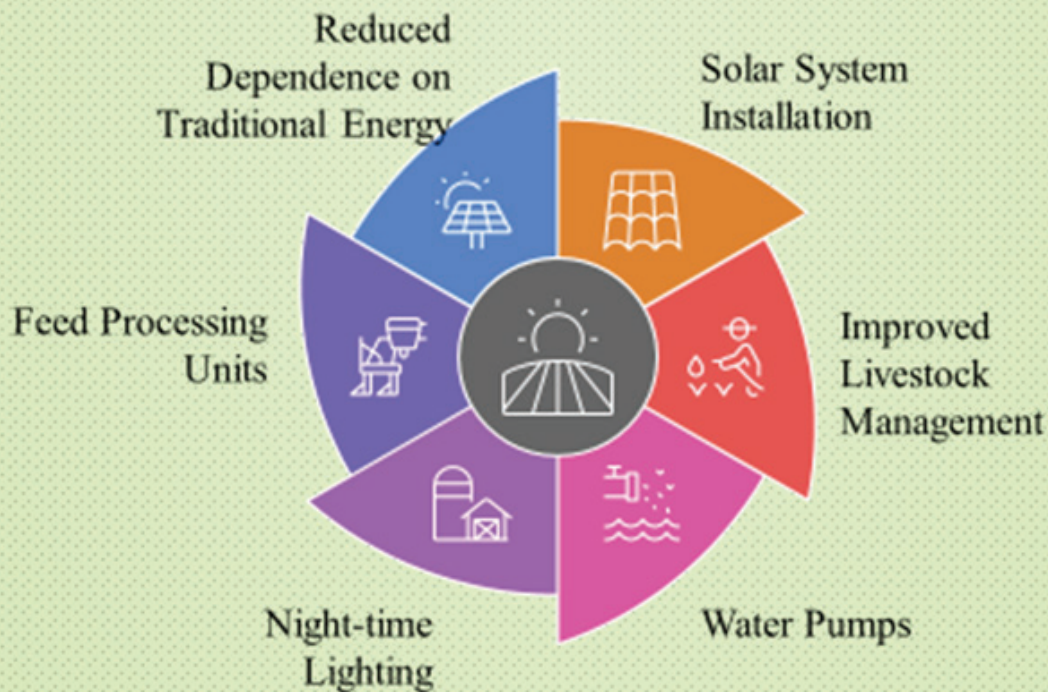 Reduced
Dependence on
Traditional Energy
Solar System
Installation
Improved
Livestock
Management
Water Pumps
Night-time
Lighting
Feed Processing
Units